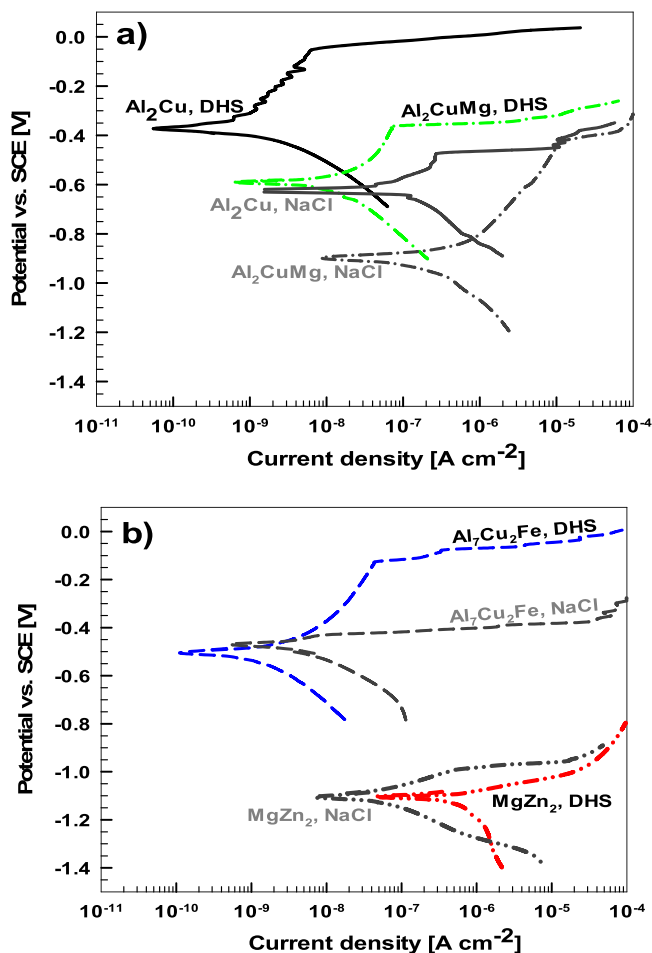 a)
0.0
-0.2
-0.4
-0.6
-0.8
-1.0
-1.2
-1.4
Potential vs. SCE [V]
Al2Cu, DHS
Al2CuMg, DHS
Al2Cu, NaCl
Al2CuMg, NaCl
10-11 10-10 10-9 10-8 10-7 10-6 10-5 10-4
Current density [A cm-2]
b)
0.0
-0.2
-0.4
-0.6
-0.8
-1.0
-1.2
-1.4
Potential vs. SCE [V]
Al7Cu2Fe, DHS
Al7Cu2Fe, NaCl
MgZn2, DHS
MgZn2, NaCl
10-11 10-10 10-9 10-8 10-7 10-6 10-5 10-4
Current density [A cm-2]